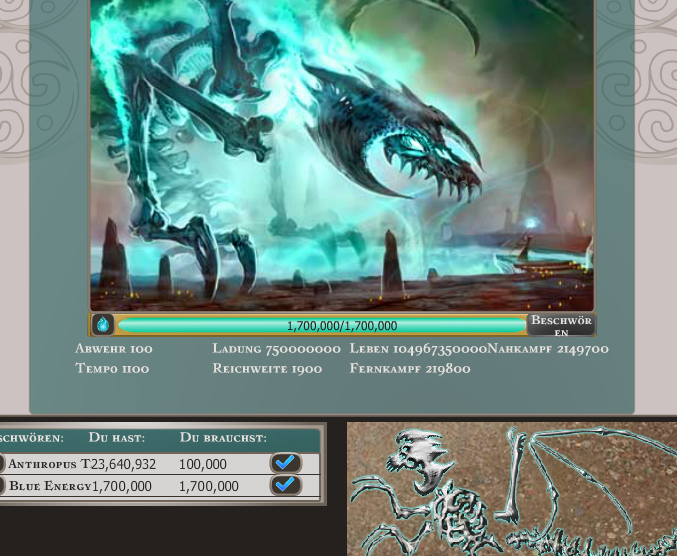 1,700,000/1,700,000
Beschwör
en
Abwehr 100 Ladung 750000000 Leben 104967350000 Nahkampf 2149700
Tempo 1100 Reichweite 1900 Fernkampf 219800
schwören: Du hast: Du brauchst:
Anthropus T 23,640,932 100,000
Blue Energy 1,700,000 1,700,000